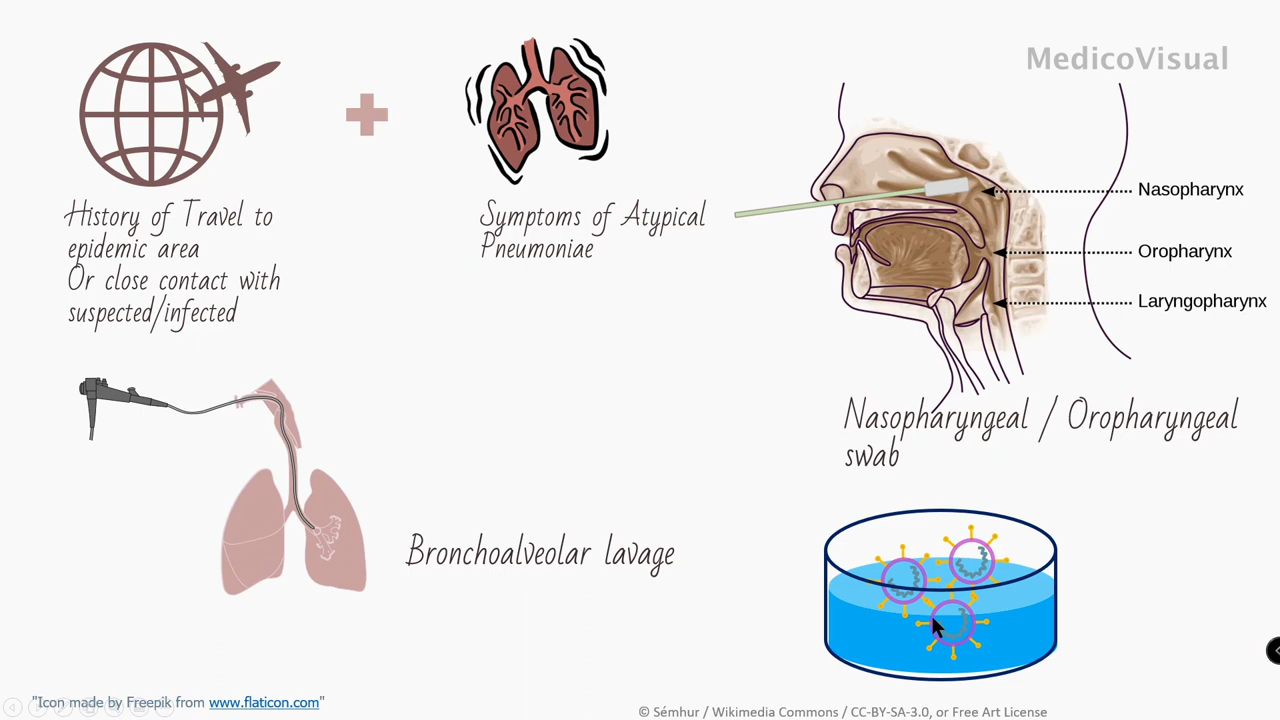 MedicoVisual
History of Travel to
epidemic area
Or close contact with
suspected/infected
Symptoms of Atypical
Pneumoniae
Nasopharynx
Oropharynx
Laryngopharynx
Nasopharyngeal / Oropharyngeal
swab
Bronchoalveolar lavage
"Icon made by Freepik from www.flaticon.com"
© Sémhur / Wikimedia Commons / CC-BY-SA-3.0, or Free Art License